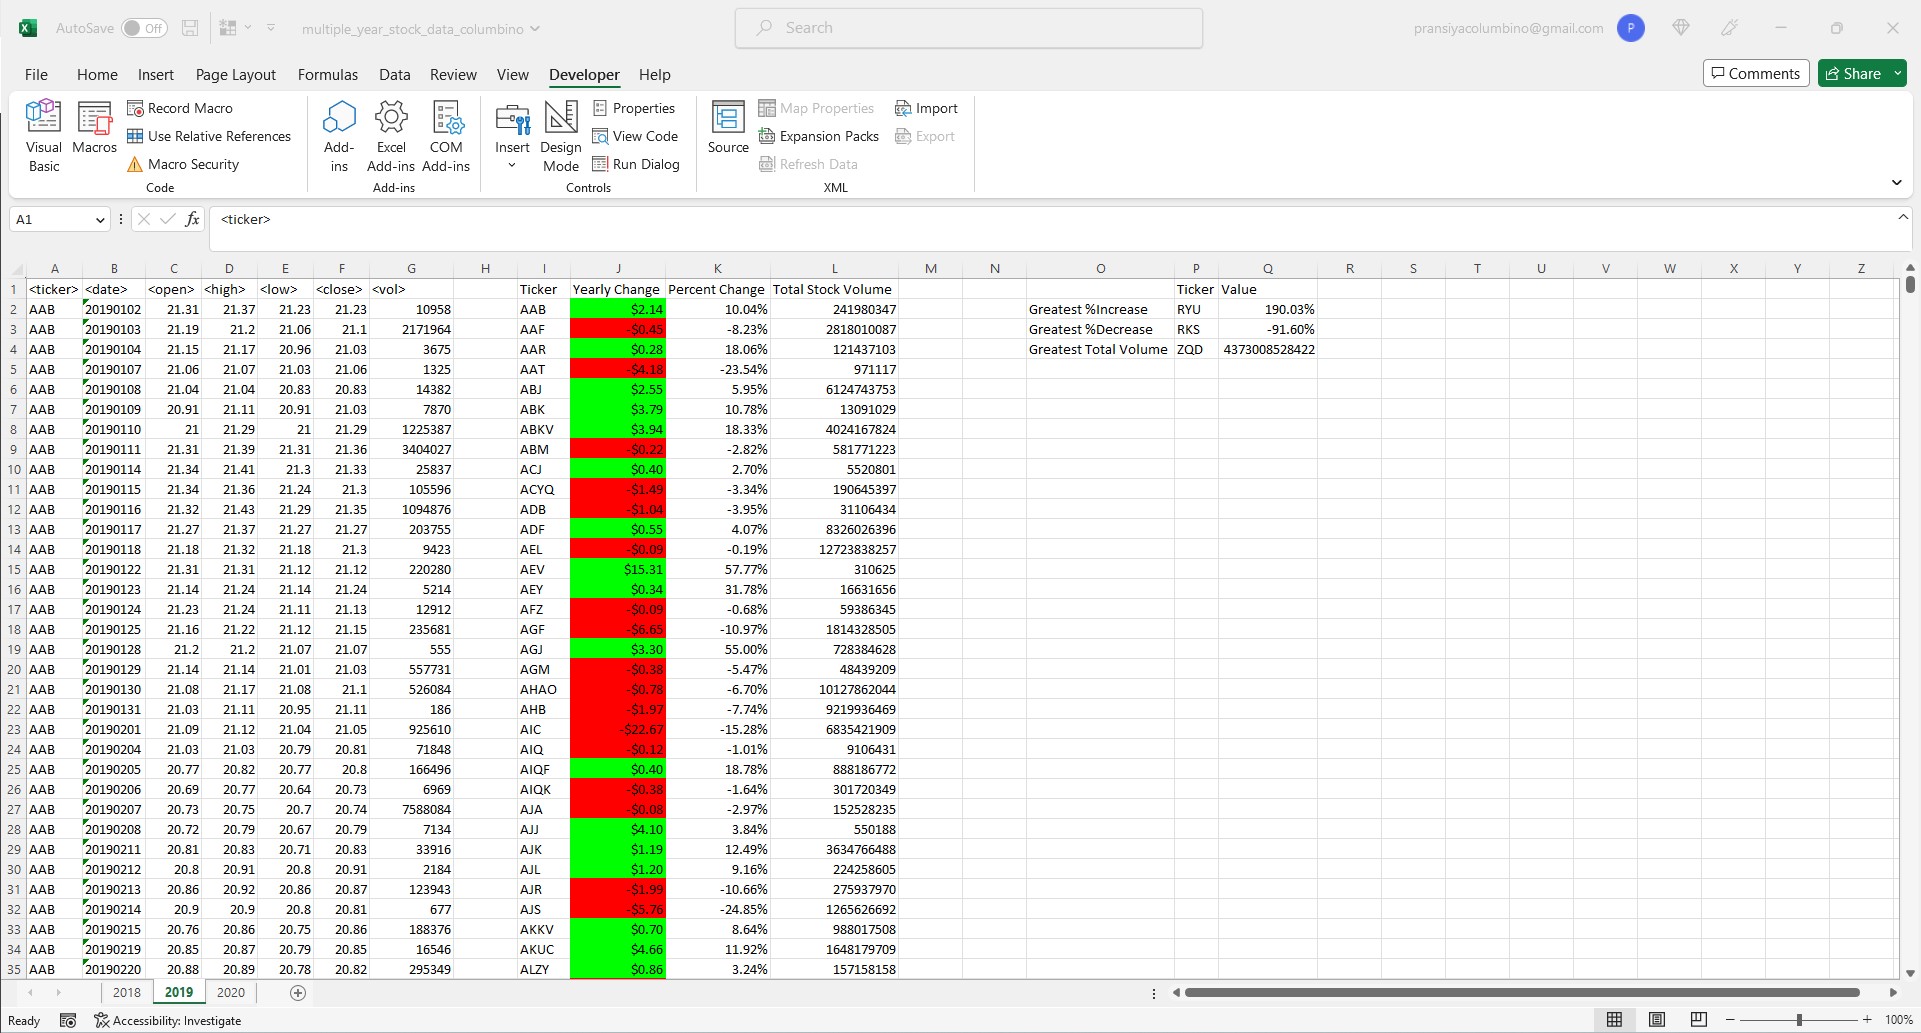 AutoSave Off multiple_year_stock_data_columbino Search pransiyacolumbino@gmail.com P
File Home Insert Page Layout Formulas Data Review View Developer Help Comments Share
Visual Basic
Macros
Record Macro
Use Relative References
Macro Security
Code
Add-ins
Excel Add-ins
COM Add-ins
Add-ins
Insert
Design Mode
Properties
View Code
Run Dialog
Controls
Source
Map Properties
Expansion Packs
Refresh Data
Import
Export
XML
A1 fx <ticker>
A B C D E F G H I J K L M N O P Q R S T U V W X Y Z
1 <ticker> <date> <open> <high> <low> <close> <vol> Ticker Yearly Change Percent Change Total Stock Volume Ticker Value
2 AAB 20190102 21.31 21.37 21.23 21.23 10958 AAB $2.14 10.04% 241980347 Greatest %Increase RYU 190.03%
3 AAB 20190103 21.19 21.2 21.06 21.1 2171964 AAF -$0.45 -8.23% 2818010087 Greatest %Decrease RKS -91.60%
4 AAB 20190104 21.15 21.17 20.96 21.03 3675 AAR $0.28 18.06% 121437103 Greatest Total Volume ZQD 4373008528422
5 AAB 20190107 21.06 21.07 21.03 21.06 1325 AAT -$4.18 -23.54% 971117
6 AAB 20190108 21.04 21.04 20.83 20.83 14382 ABJ $2.55 5.95% 6124743753
7 AAB 20190109 20.91 21.11 20.91 21.03 7870 ABK $3.79 10.78% 13091029
8 AAB 20190110 21 21.29 21 21.29 1225387 ABKV $3.94 18.33% 4024167824
9 AAB 20190111 21.31 21.39 21.31 21.36 3404027 ABM -$0.22 -2.82% 581771223
10 AAB 20190114 21.34 21.41 21.3 21.33 25837 ACJ $0.40 2.70% 5520801
11 AAB 20190115 21.34 21.36 21.24 21.3 105596 ACYQ -$1.49 -3.34% 190645397
12 AAB 20190116 21.32 21.43 21.29 21.35 1094876 ADB -$1.04 -3.95% 31106434
13 AAB 20190117 21.27 21.37 21.27 21.27 203755 ADF $0.55 4.07% 8326026396
14 AAB 20190118 21.18 21.32 21.18 21.3 9423 AEL -$0.09 -0.19% 12723838257
15 AAB 20190122 21.31 21.31 21.12 21.12 220280 AEV $15.31 57.77% 310625
16 AAB 20190123 21.14 21.24 21.14 21.24 5214 AEY $0.34 31.78% 16631656
17 AAB 20190124 21.23 21.24 21.11 21.13 12912 AFZ -$0.09 -0.68% 59386345
18 AAB 20190125 21.16 21.22 21.12 21.15 235681 AGF -$6.65 -10.97% 1814328505
19 AAB 20190128 21.2 21.2 21.07 21.07 555 AGJ $3.30 55.00% 728384628
20 AAB 20190129 21.14 21.14 21.01 21.03 557731 AGM -$0.38 -5.47% 48439209
21 AAB 20190130 21.08 21.17 21.08 21.1 526084 AHAO -$0.78 -6.70% 10127862044
22 AAB 20190131 21.03 21.11 20.95 21.11 186 AHB -$1.97 -7.74% 9219936469
23 AAB 20190201 21.09 21.12 21.04 21.05 925610 AIC -$22.67 -15.28% 6835421909
24 AAB 20190204 21.03 21.03 20.79 20.81 71848 AIQ -$0.12 -1.01% 9106431
25 AAB 20190205 20.77 20.82 20.77 20.8 166496 AIQF $0.40 18.78% 888186772
26 AAB 20190206 20.69 20.77 20.64 20.73 6969 AIQK -$0.38 -1.64% 301720349
27 AAB 20190207 20.73 20.75 20.7 20.74 7588084 AJA -$0.08 -2.97% 152528235
28 AAB 20190208 20.72 20.79 20.67 20.79 7134 AJJ $4.10 3.84% 550188
29 AAB 20190211 20.81 20.83 20.71 20.83 33916 AJK $1.19 12.49% 3634766488
30 AAB 20190212 20.8 20.91 20.8 20.91 2184 AJL $1.20 9.16% 224258605
31 AAB 20190213 20.86 20.92 20.86 20.87 123943 AJR -$1.99 -10.66% 275937970
32 AAB 20190214 20.9 20.9 20.8 20.81 677 AJS -$5.76 -24.85% 1265626692
33 AAB 20190215 20.76 20.86 20.75 20.86 188376 AKKV $0.70 8.64% 988017508
34 AAB 20190219 20.85 20.87 20.79 20.85 16546 AKUC $4.66 11.92% 1648179709
35 AAB 20190220 20.88 20.89 20.78 20.82 295349 ALZY $0.86 3.24% 157158158
2018 2019 2020
Ready Accessibility: Investigate 100%